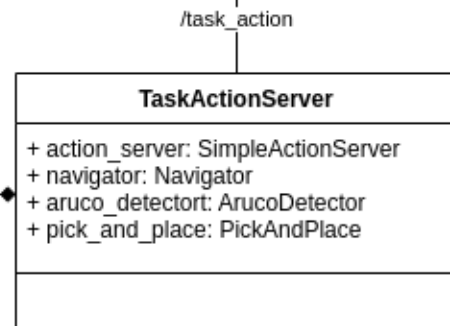 /task_action
TaskActionServer
+ action_server: SimpleActionServer
+ navigator: Navigator
+ aruco_detectort: ArucoDetector
+ pick_and_place: PickAndPlace